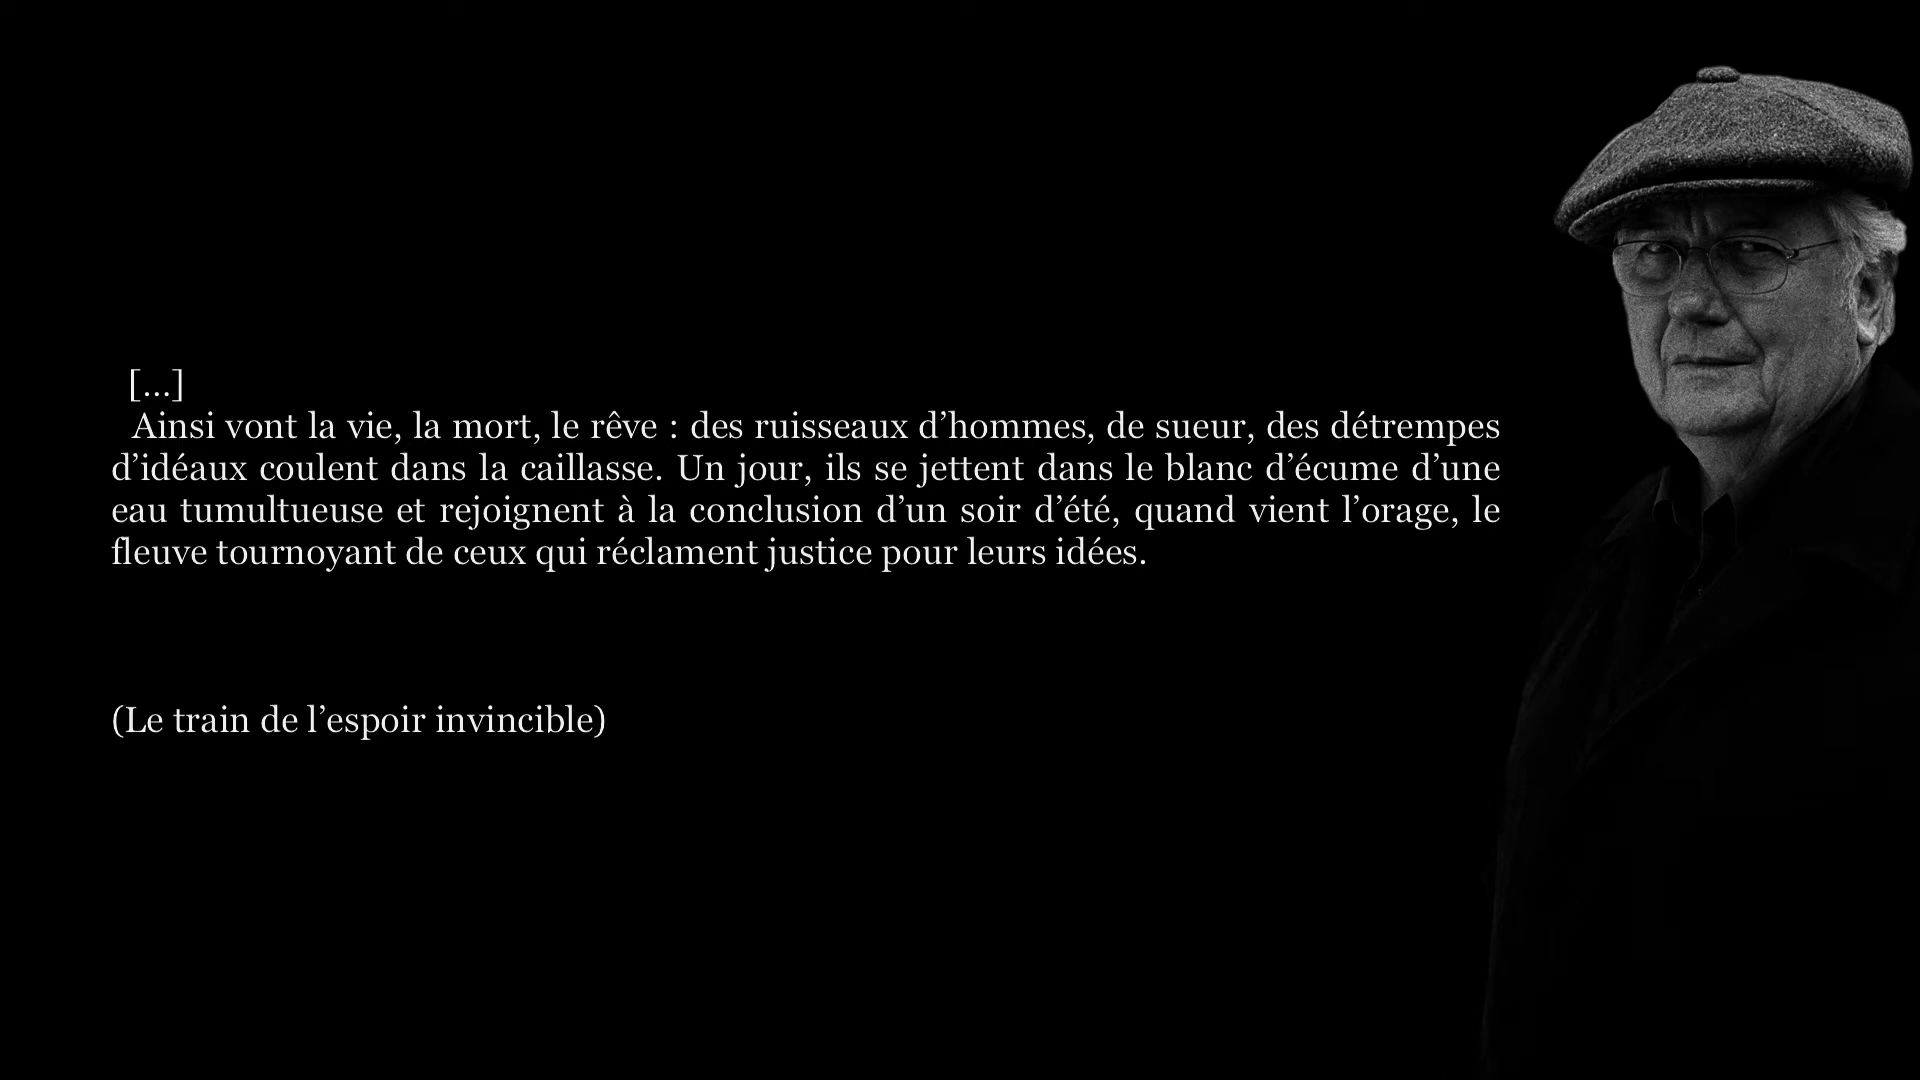 [...]
Ainsi vont la vie, la mort, le rêve : des ruisseaux d’hommes, de sueur, des détrempes
d’idéaux coulent dans la caillasse. Un jour, ils se jettent dans le blanc d’écume d’une
eau tumultueuse et rejoignent à la conclusion d’un soir d’été, quand vient l’orage, le
fleuve tournoyant de ceux qui réclament justice pour leurs idées.
(Le train de l’espoir invincible)